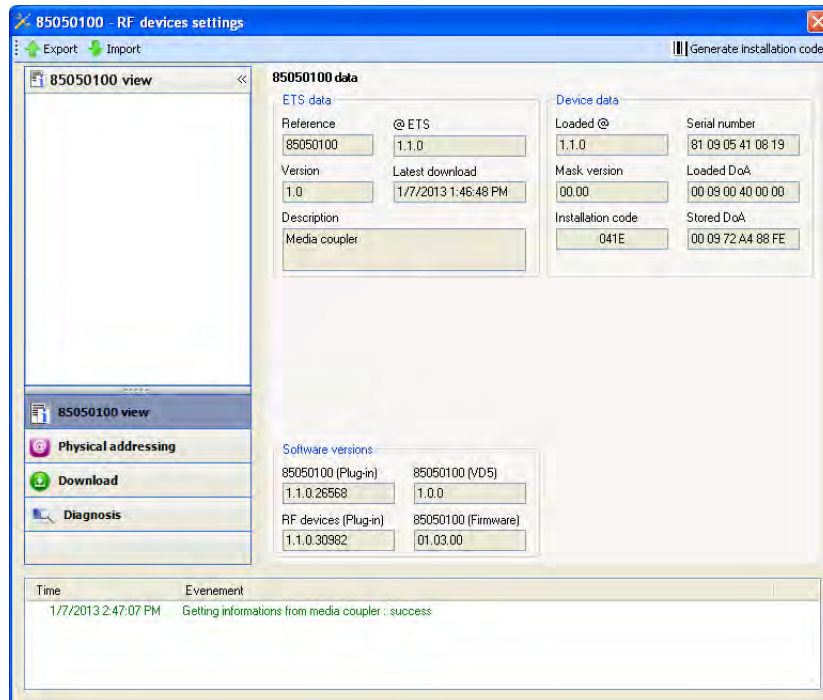 85050100 - RF devices settings
Export Import Generate installation code
85050100 view «
85050100 data
ETS data
Reference @ ETS
85050100 1.1.0
Version Latest download
1.0 1/7/2013 1:46:48 PM
Description
Media coupler
Device data
Loaded @ Serial number
1.1.0 81 09 05 41 08 19
Mask version Loaded DoA
00.00 00 09 00 40 00 00
Installation code Stored DoA
041E 00 09 72 A4 88 FE
85050100 view
Physical addressing
Download
Diagnosis
Software versions
85050100 (Plug-in) 85050100 (VD5)
1.1.0.26568 1.0.0
RF devices (Plug-in) 85050100 (Firmware)
1.1.0.30982 01.03.00
Time Evenement
1/7/2013 2:47:07 PM Getting informations from media coupler : success